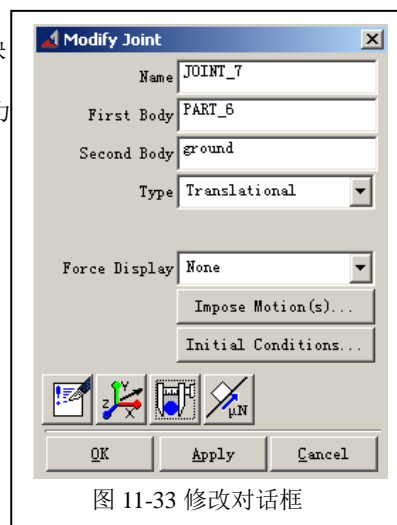 Modify Joint
Name JOINT_7
First Body PART_6
Second Body ground
Type Translational
Force Display None
Impose Motion(s)...
Initial Conditions...
z Y X μN
OK Apply Cancel
图 11-33 修改对话框